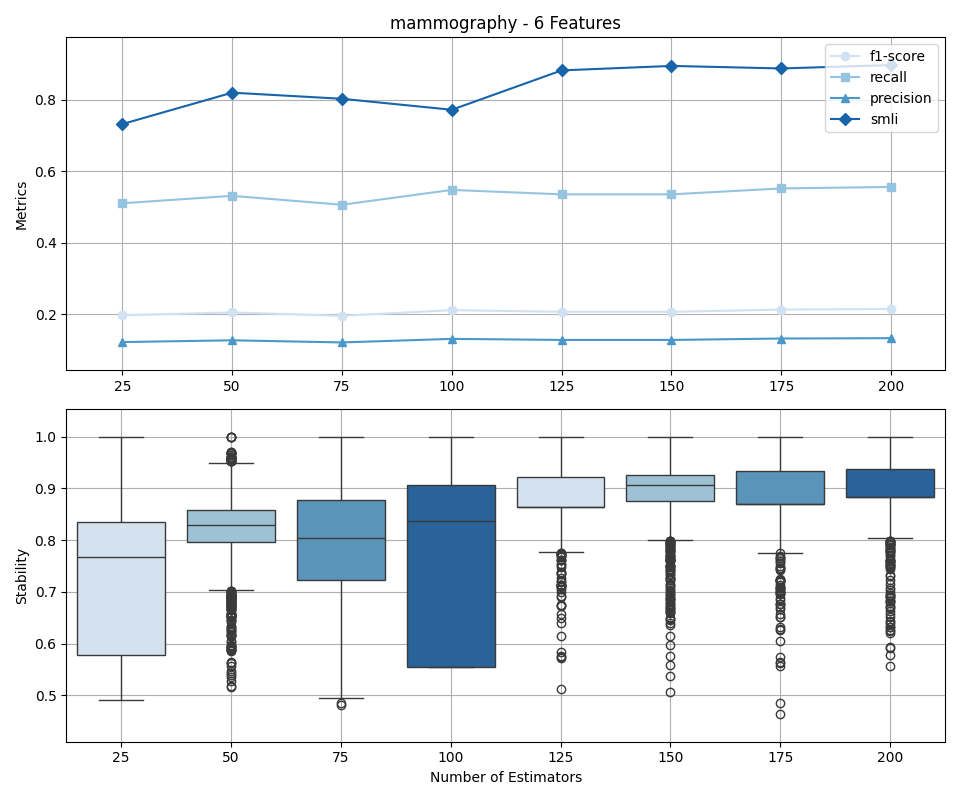 mammography - 6 Features
f1-score
recall
precision
smli
Metrics
0.8
0.6
0.4
0.2
25 50 75 100 125 150 175 200
Stability
1.0
0.9
0.8
0.7
0.6
0.5
25 50 75 100 125 150 175 200
Number of Estimators